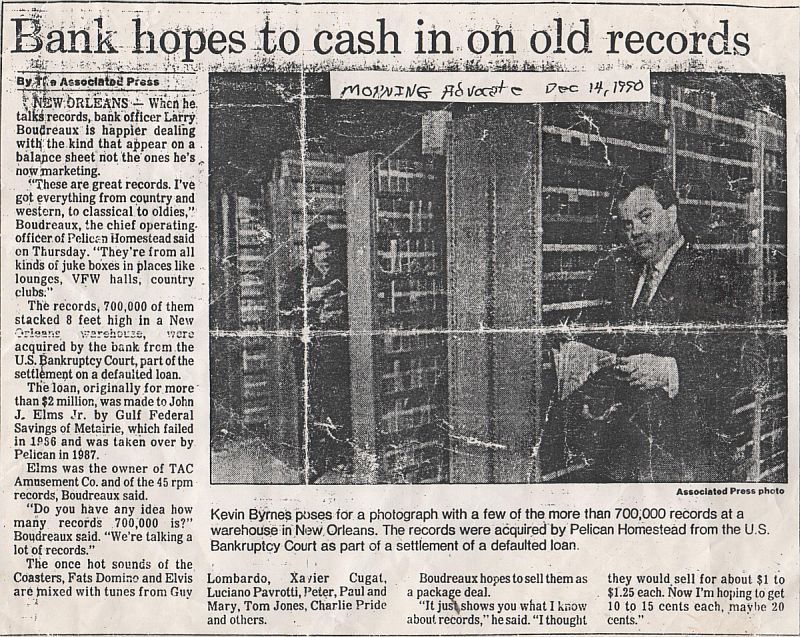 Bank hopes to cash in on old records
By The Associated Press
MORNING Advocate Dec 14, 1990
NEW ORLEANS — When he
talks records, bank officer Larry
Boudreaux is happier dealing
with the kind that appear on a
balance sheet not the ones he's
now marketing.
"These are great records. I've
got everything from country and
western, to classical to oldies,"
Boudreaux, the chief operating
officer of Pelican Homestead said
on Thursday. "They're from all
kinds of juke boxes in places like
lounges, VFW halls, country
clubs."
The records, 700,000 of them
stacked 8 feet high in a New
Orleans warehouse, were
acquired by the bank from the
U.S. Bankruptcy Court, part of the
settlement on a defaulted loan.
The loan, originally for more
than $2 million, was made to John
J. Elms Jr. by Gulf Federal
Savings of Metairie, which failed
in 1986 and was taken over by
Pelican in 1987.
Elms was the owner of TAC
Amusement Co. and of the 45 rpm
records, Boudreaux said.
"Do you have any idea how
many records 700,000 is?"
Boudreaux said. "We're talking a
lot of records."
The once hot sounds of the
Coasters, Fats Domino and Elvis
are mixed with tunes from Guy
Associated Press photo
Kevin Byrnes poses for a photograph with a few of the more than 700,000 records at a
warehouse in New Orleans. The records were acquired by Pelican Homestead from the U.S.
Bankruptcy Court as part of a settlement of a defaulted loan.
Lombardo, Xavier Cugat,
Luciano Pavrotti, Peter, Paul and
Mary, Tom Jones, Charlie Pride
and others.
Boudreaux hopes to sell them as
a package deal.
"It just shows you what I know
about records," he said. "I thought
they would sell for about $1 to
$1.25 each. Now I'm hoping to get
10 to 15 cents each, maybe 20
cents."